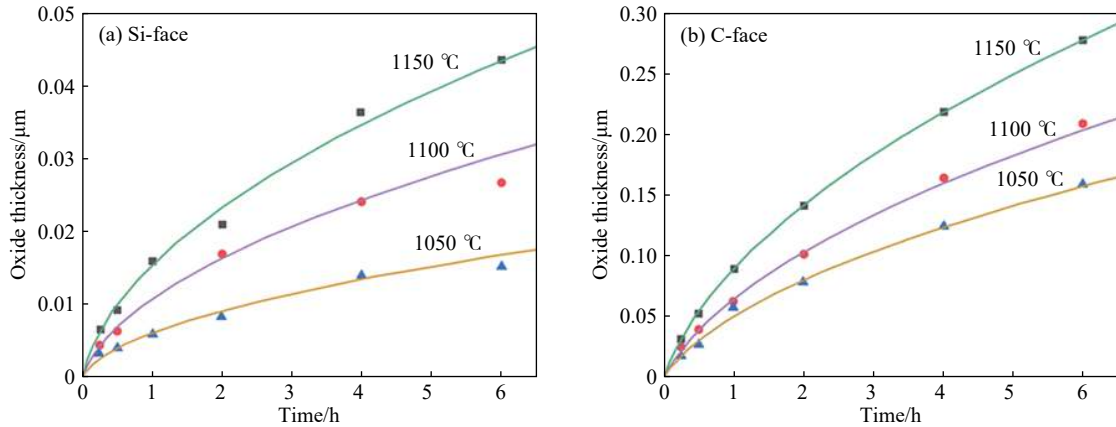 0.05
(a) Si-face
1150 ℃
0.04
0.03
1100 ℃
0.02
1050 ℃
0.01
0
0 1 2 3 4 5 6
Time/h
Oxide thickness/μm
0.30
(b) C-face
1150 ℃
0.25
1100 ℃
0.20
1050 ℃
0.15
0.10
0.05
0
0 1 2 3 4 5 6
Time/h
Oxide thickness/μm